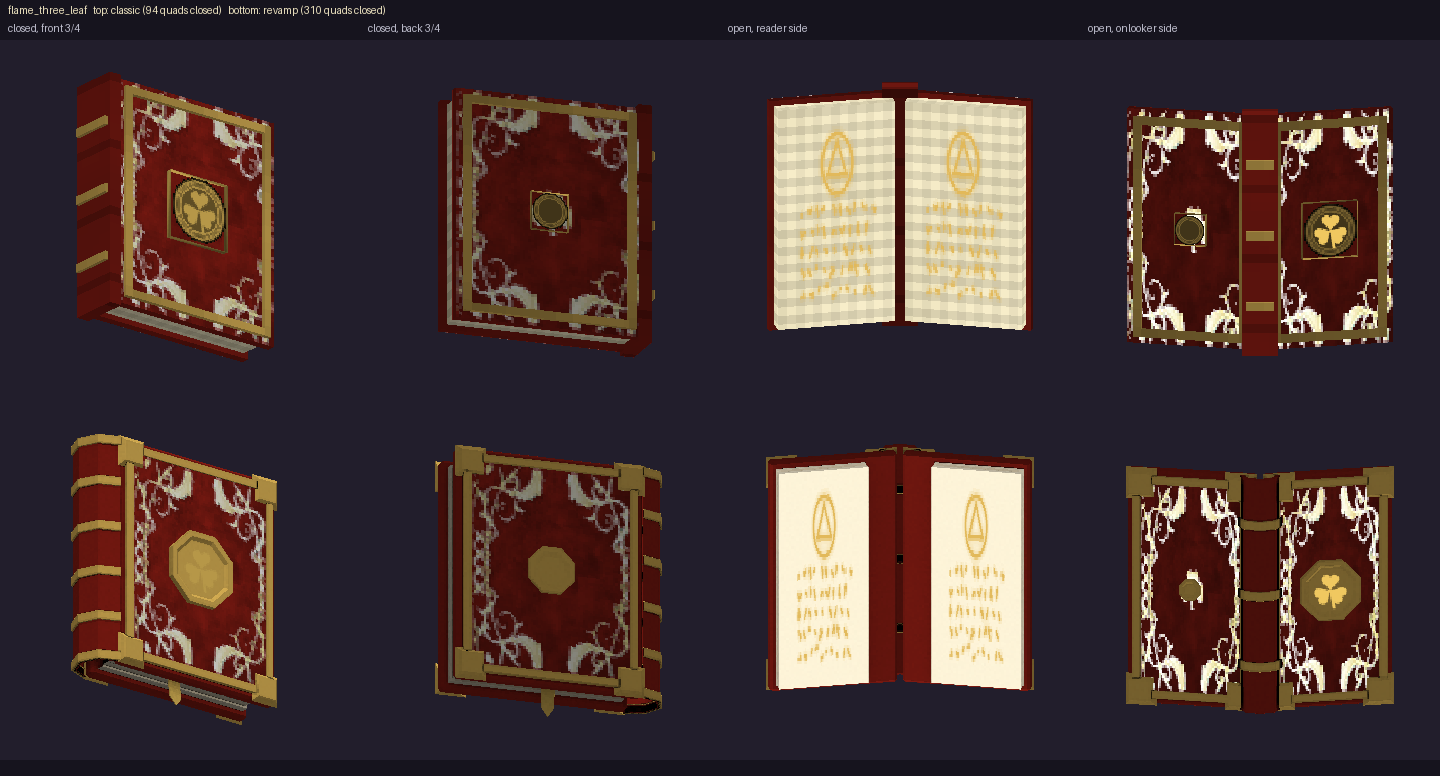 flame_three_leaf  top: classic (94 quads closed)  bottom: revamp (310 quads closed)
closed, front 3/4
closed, back 3/4
open, reader side
open, onlooker side